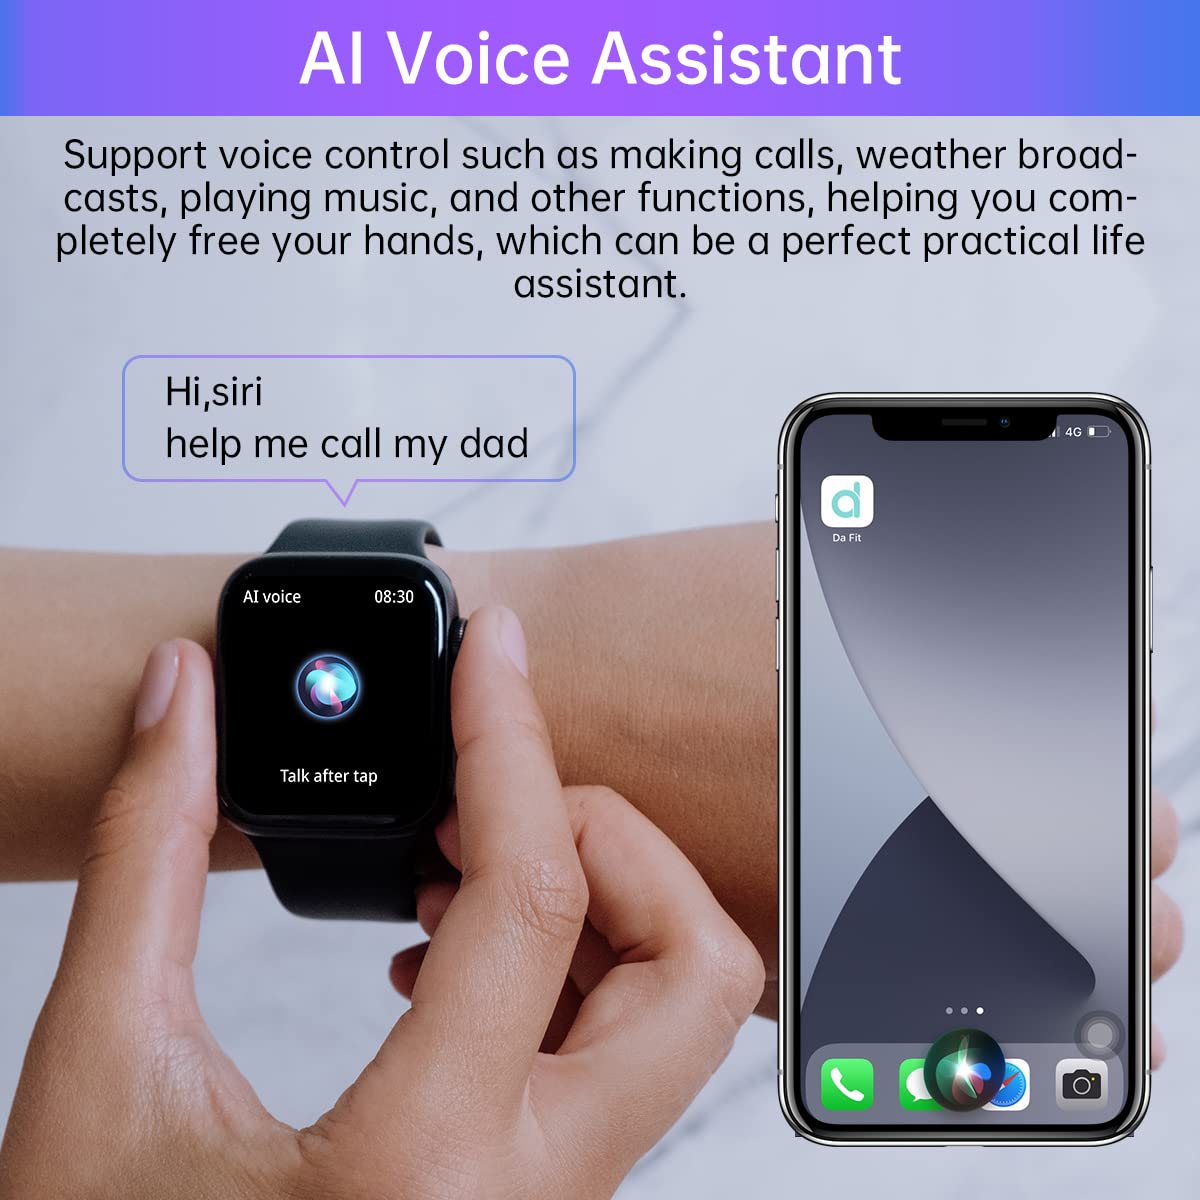 AI Voice Assistant
Support voice control such as making calls, weather broad-
casts, playing music, and other functions, helping you com-
pletely free your hands, which can be a perfect practical life
assistant.
Hi,siri
help me call my dad
4G
Da Fit
AI voice 08:30
Talk after tap